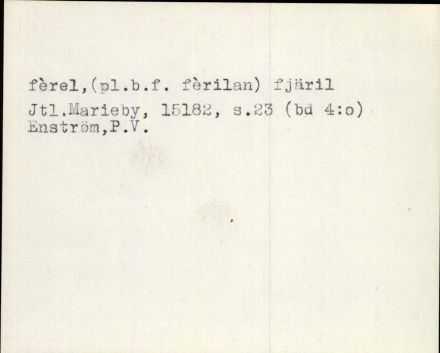 fèrel,(pl.b.f. fèrilan) fjäril
Jtl.Marieby, 15182, s.23 (bd 4:o)
Enström,P.V.